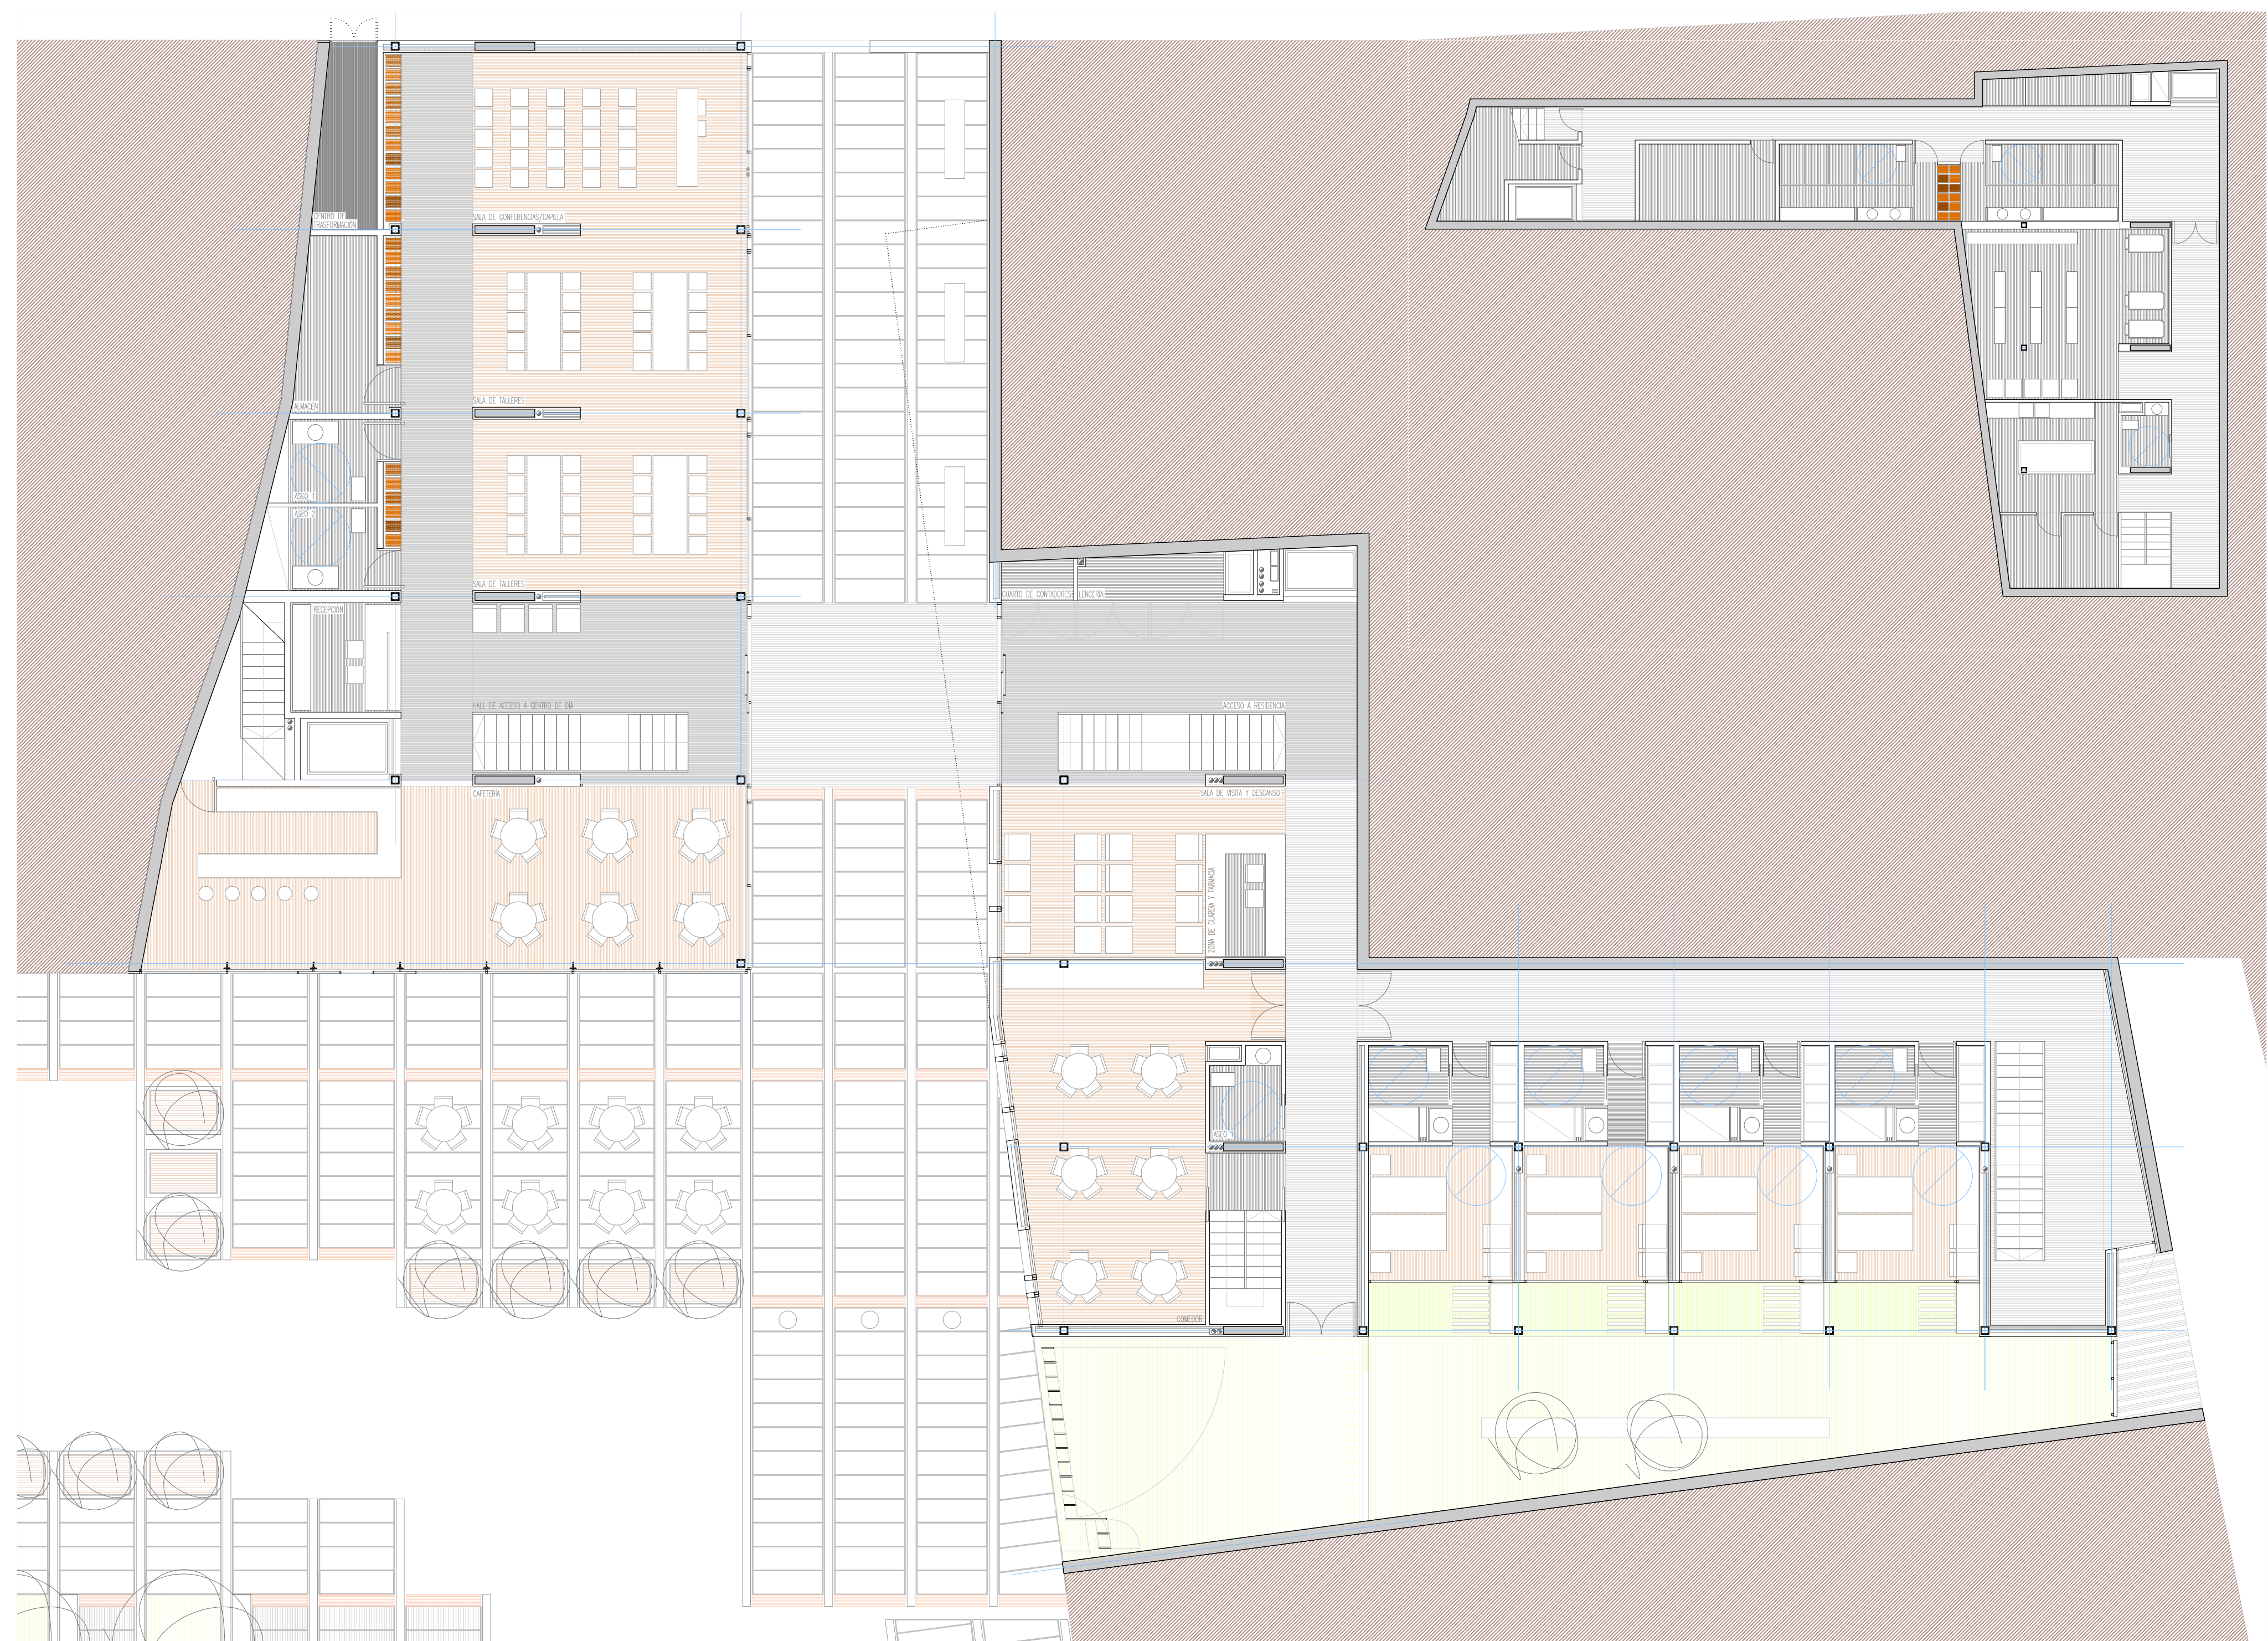 CENTRO DE
TRASFORMACIÓN
SALA DE CONFERENCIAS/CAPILLA
ALMACÉN
SALA DE TALLERES
ASEO 1
ASEO 2
SALA DE TALLERES
RECEPCIÓN
CUARTO DE CONTADORES
LENCERÍA
HALL DE ACCESO A CENTRO DE DÍA
ACCESO A RESIDENCIA
CAFETERÍA
SALA DE VISITA Y DESCANSO
ZONA DE GUARDIA Y FARMACIA
ASEO
COMEDOR